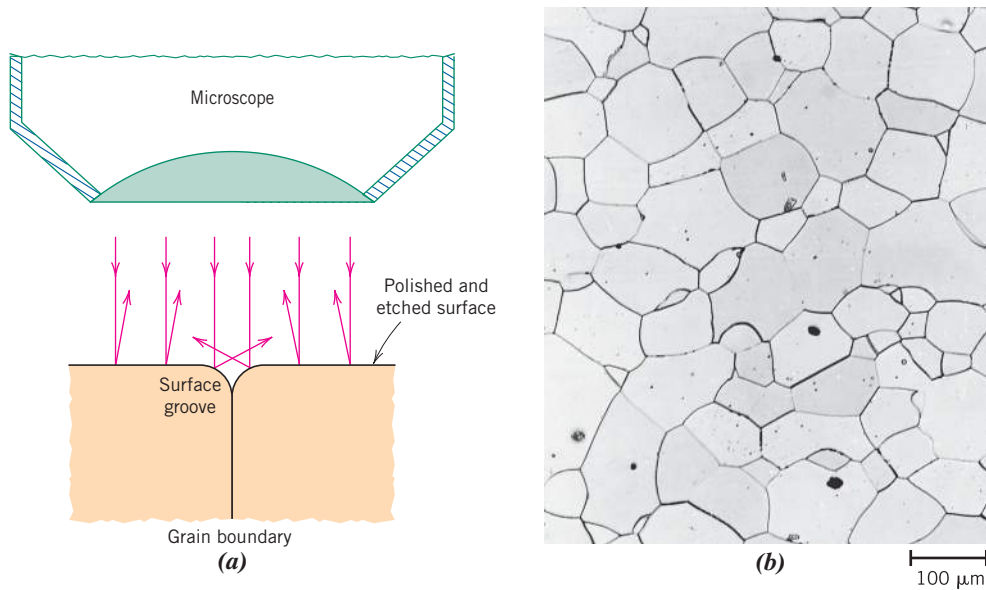 Microscope
Polished and
etched surface
Surface
groove
Grain boundary
(a)
(b)
100 μm